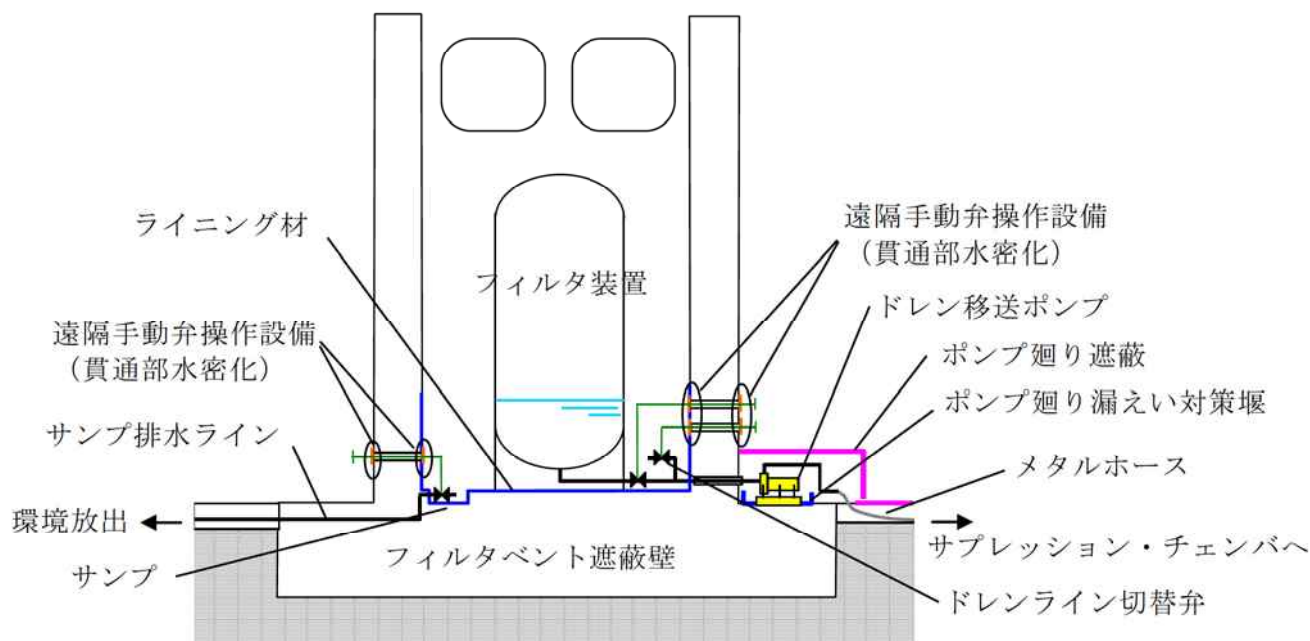 ライニング材
フィルタ装置
遠隔手動弁操作設備
（貫通部水密化）
サンプ排水ライン
環境放出
サンプ
フィルタベント遮蔽壁
遠隔手動弁操作設備
（貫通部水密化）
ドレン移送ポンプ
ポンプ廻り遮蔽
ポンプ廻り漏えい対策堰
メタルホース
サプレッション・チェンバへ
ドレンライン切替弁